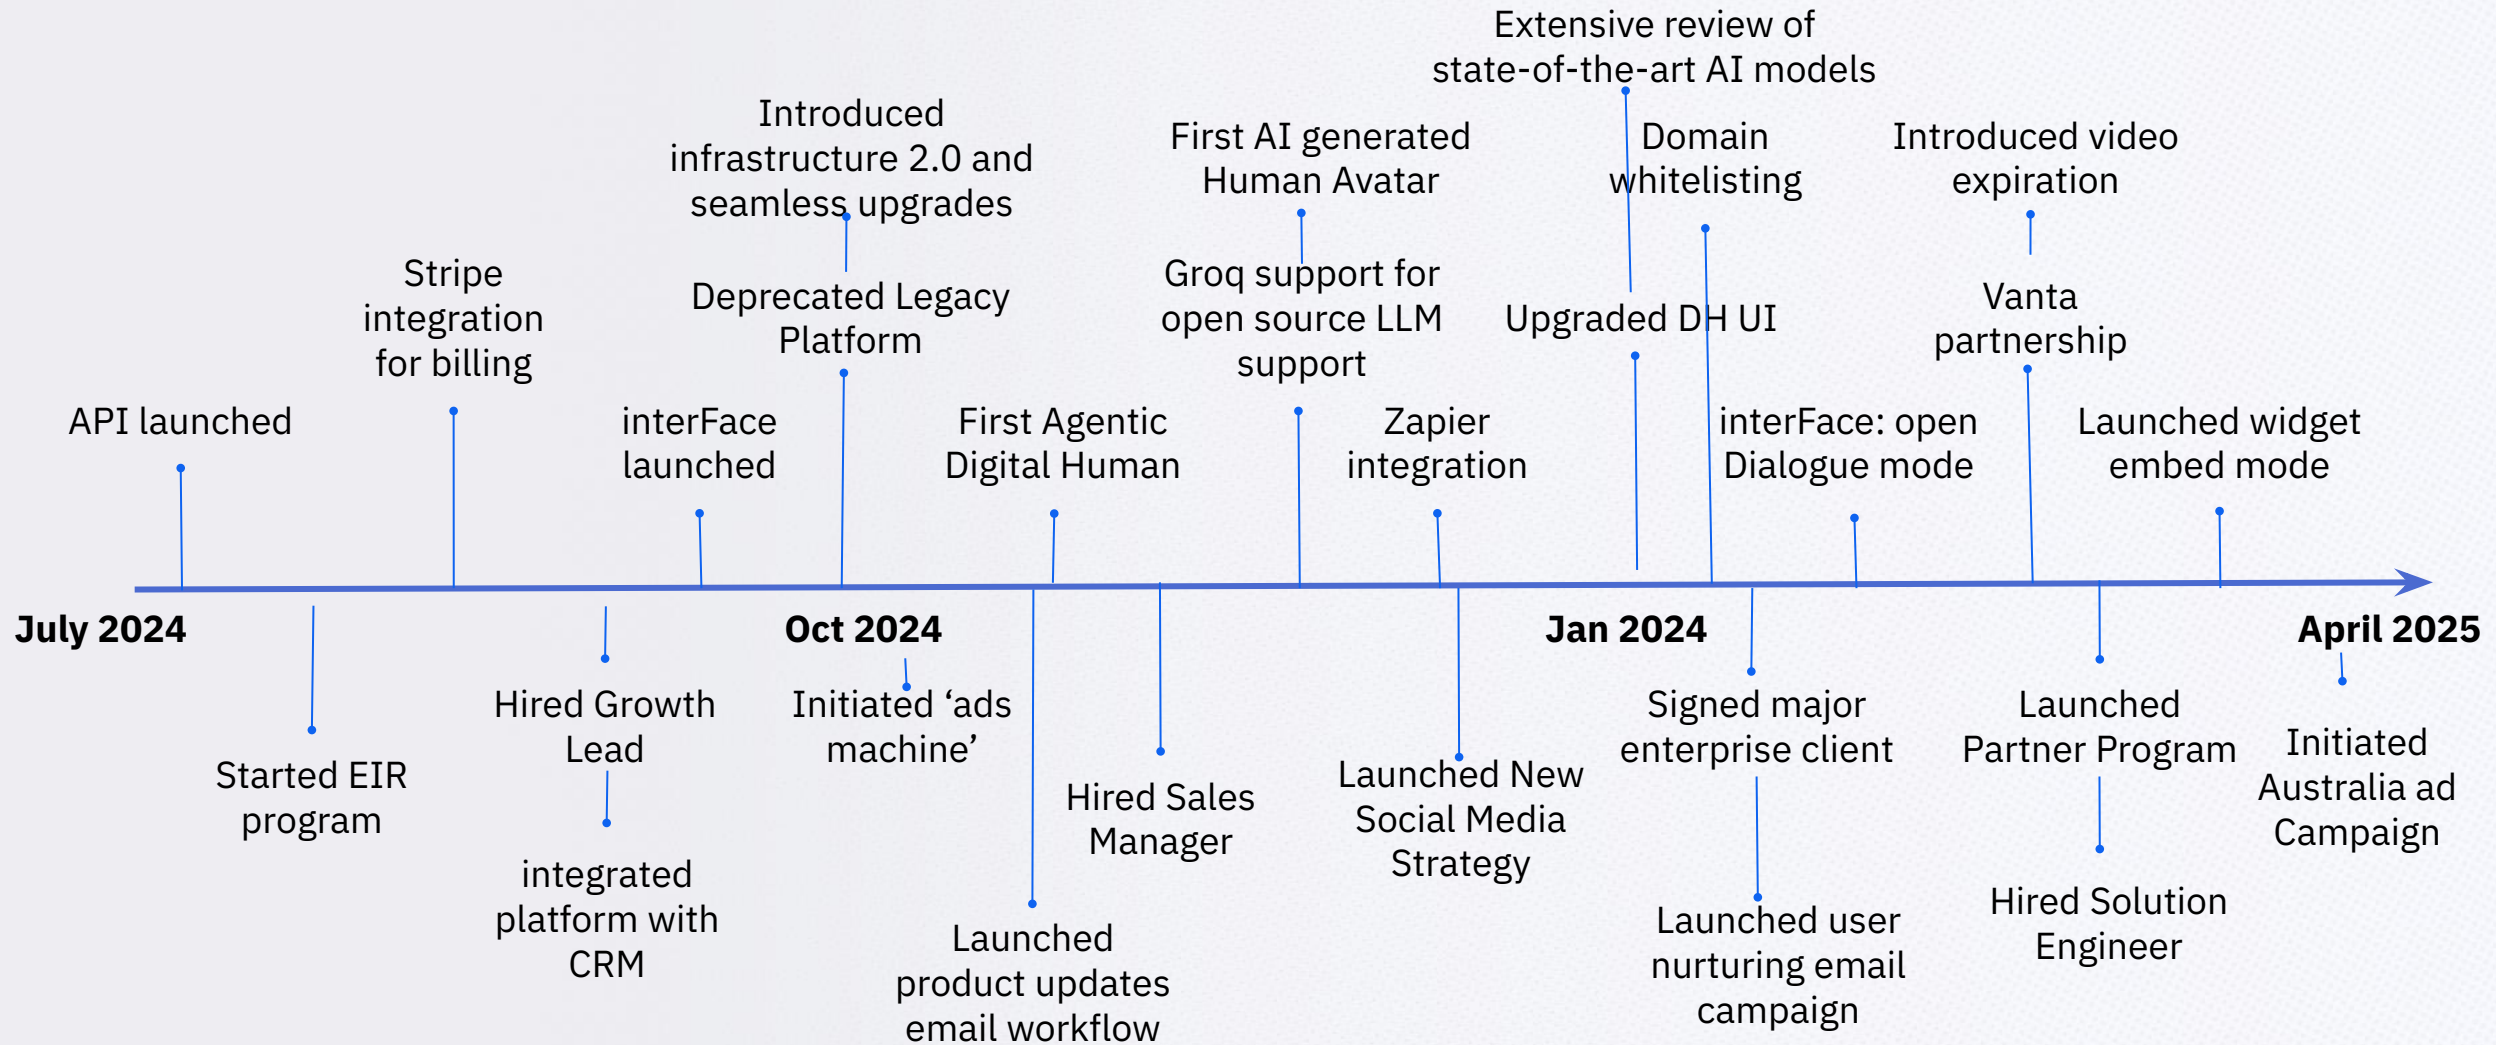 Extensive review of
state-of-the-art AI models
Introduced
infrastructure 2.0 and
seamless upgrades
First AI generated
Human Avatar
Domain
whitelisting
Introduced video
expiration
Stripe
integration
for billing
Deprecated Legacy
Platform
Groq support for
open source LLM
support
Upgraded DH UI
Vanta
partnership
API launched
interFace
launched
First Agentic
Digital Human
Zapier
integration
interFace: open
Dialogue mode
Launched widget
embed mode
July 2024
Oct 2024
Jan 2024
April 2025
Started EIR
program
Hired Growth
Lead
integrated
platform with
CRM
Initiated ‘ads
machine’
Launched
product updates
email workflow
Hired Sales
Manager
Launched New
Social Media
Strategy
Signed major
enterprise client
Launched user
nurturing email
campaign
Launched
Partner Program
Hired Solution
Engineer
Initiated
Australia ad
Campaign